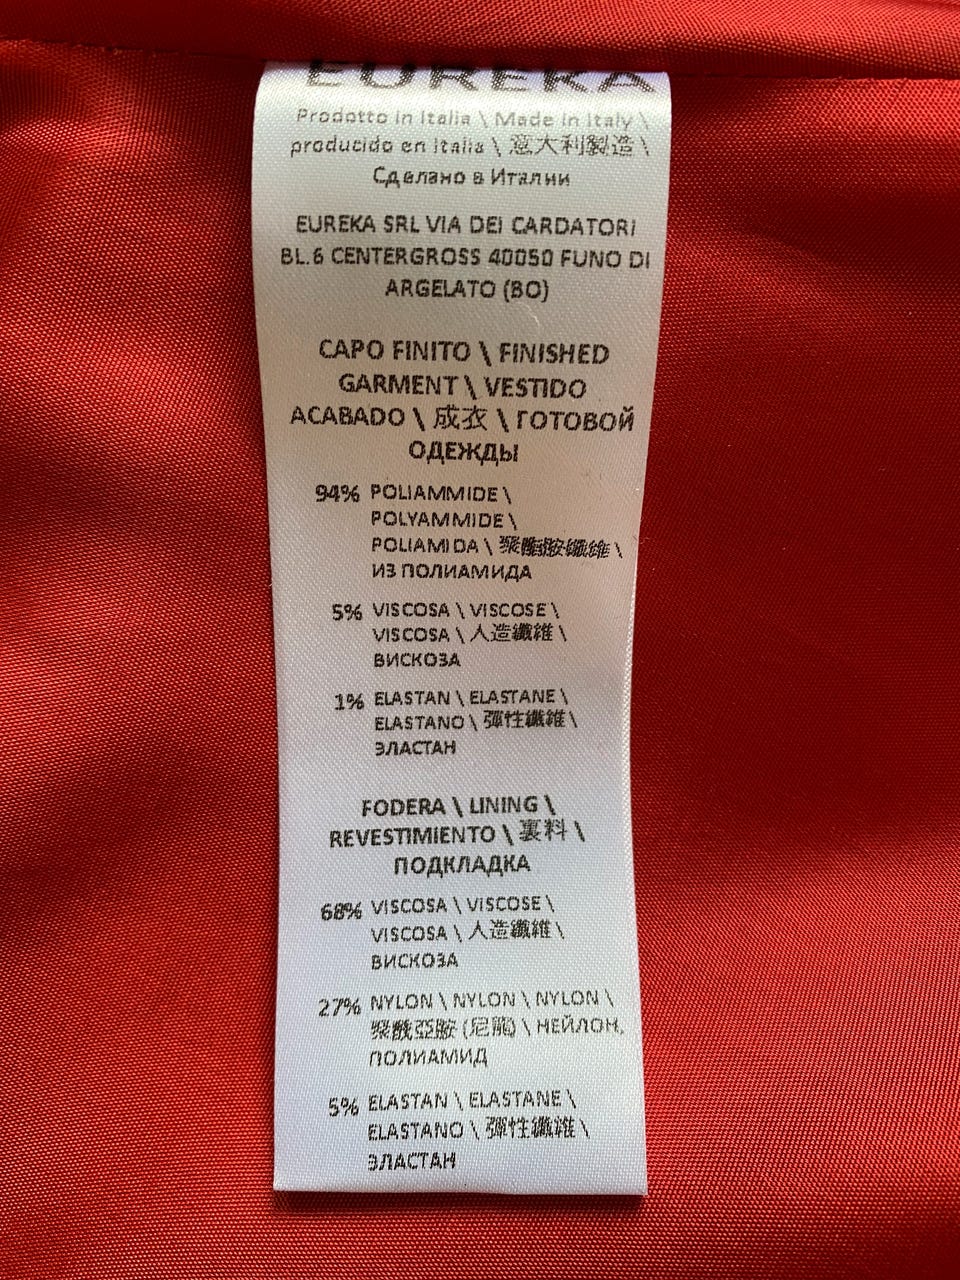 EUREKA
Prodotto in Italia \ Made in Italy \
producido en Italia \ 意大利製造 \
Сделано в Италии
EUREKA SRL VIA DEI CARDATORI
BL.6 CENTERGROSS 40050 FUNO DI
ARGELATO (BO)
CAPO FINITO \ FINISHED
GARMENT \ VESTIDO
ACABADO \ 成衣 \ ГОТОВОЙ
ОДЕЖДЫ
94% POLIAMMIDE \
POLYAMMIDE \
POLIAMIDA \ 聚醯胺纖維 \
ИЗ ПОЛИАМИДА
5% VISCOSA \ VISCOSE \
VISCOSA \ 人造纖維 \
ВИСКОЗА
1% ELASTAN \ ELASTANE \
ELASTANO \ 彈性纖維 \
ЭЛАСТАН
FODERA \ LINING \
REVESTIMIENTO \ 裏料 \
ПОДКЛАДКА
68% VISCOSA \ VISCOSE \
VISCOSA \ 人造纖維 \
ВИСКОЗА
27% NYLON \ NYLON \ NYLON \
聚醯亞胺 (尼龍) \ НЕЙЛОН,
ПОЛИАМИД
5% ELASTAN \ ELASTANE \
ELASTANO \ 彈性纖維 \
ЭЛАСТАН